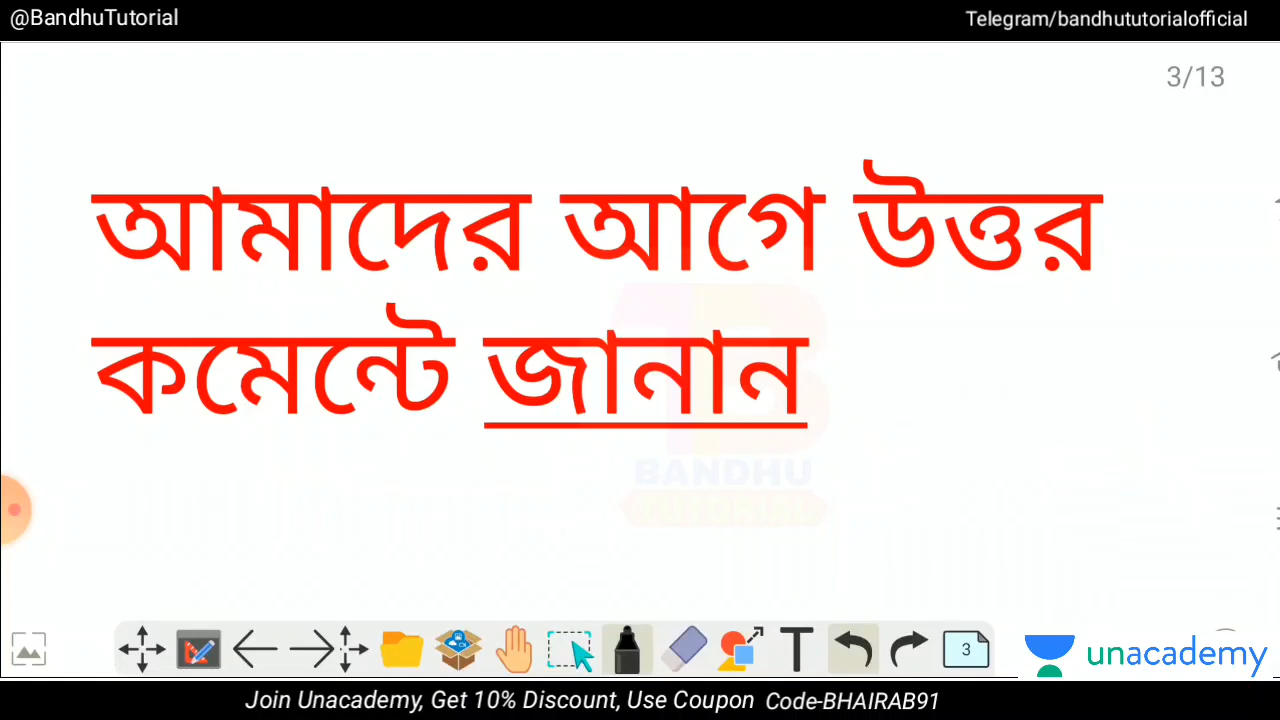 @BandhuTutorial
Telegram/bandhututorialofficial
3/13
আমাদের আগে উত্তর
কমেন্টে জানান
BANDHU
TUTORIAL
3
unacademy
Join Unacademy, Get 10% Discount, Use Coupon Code-BHAIRAB91